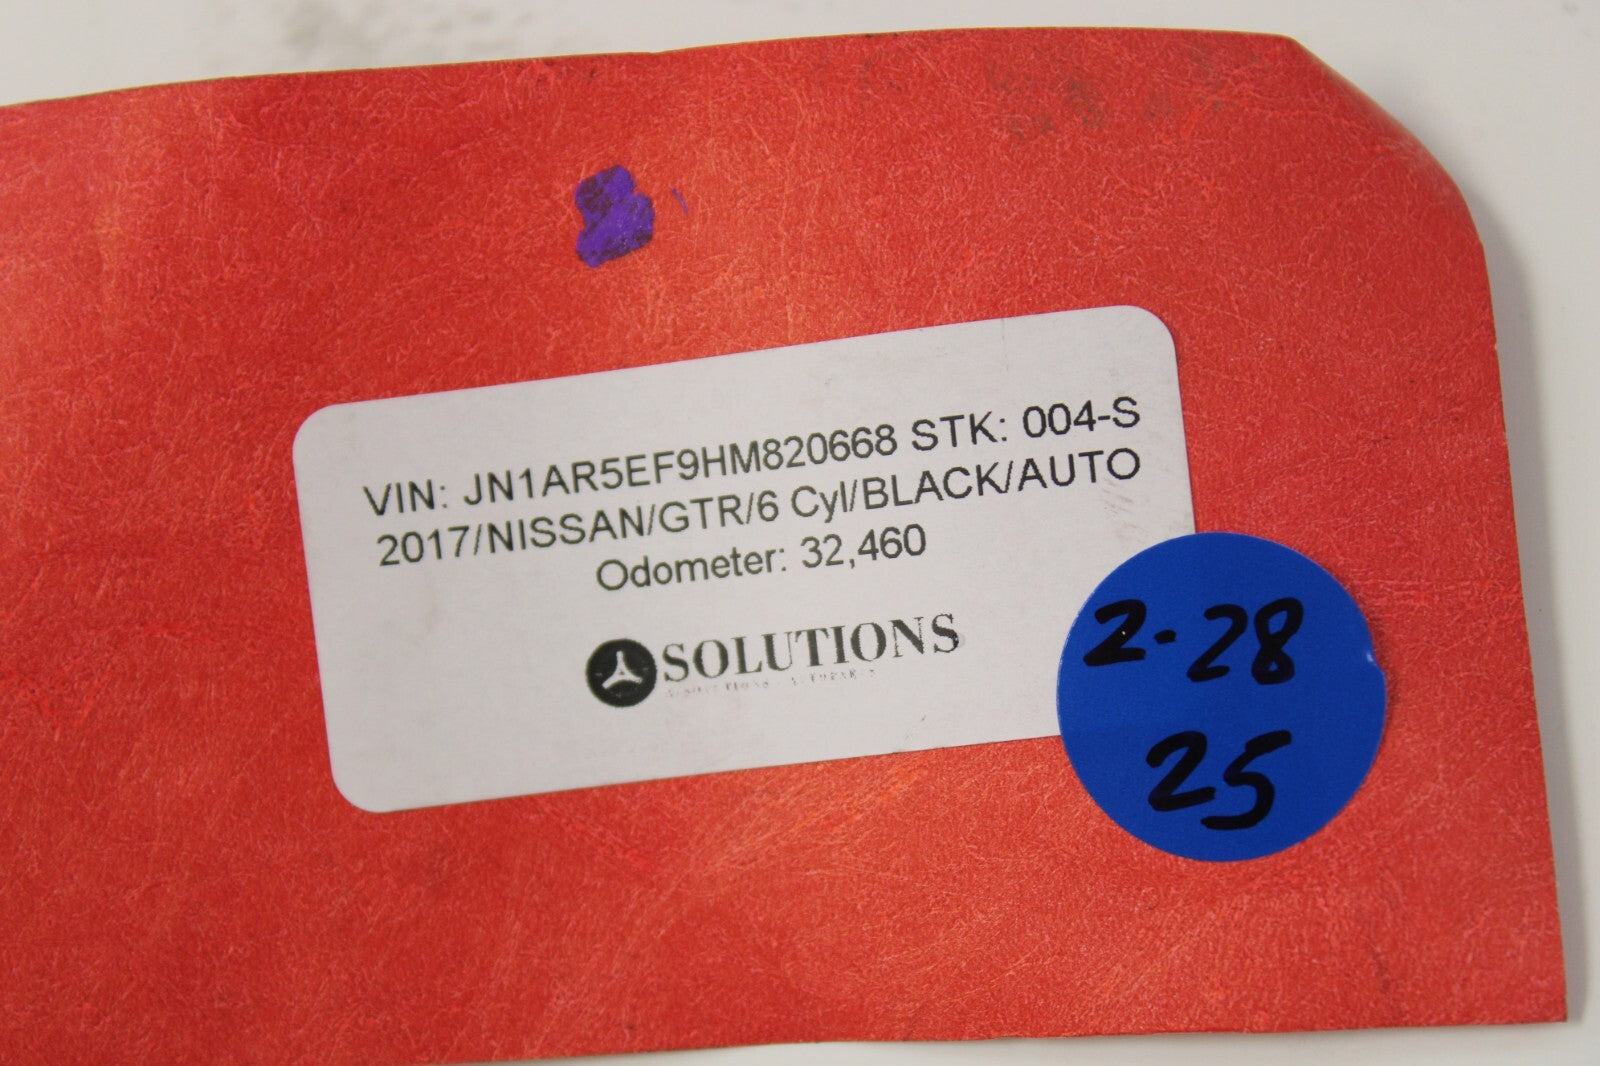 VIN: JN1AR5EF9HM820668 STK: 004-S
2017/NISSAN/GTR/6 Cyl/BLACK/AUTO
Odometer: 32,460
SOLUTIONS
2-28
25